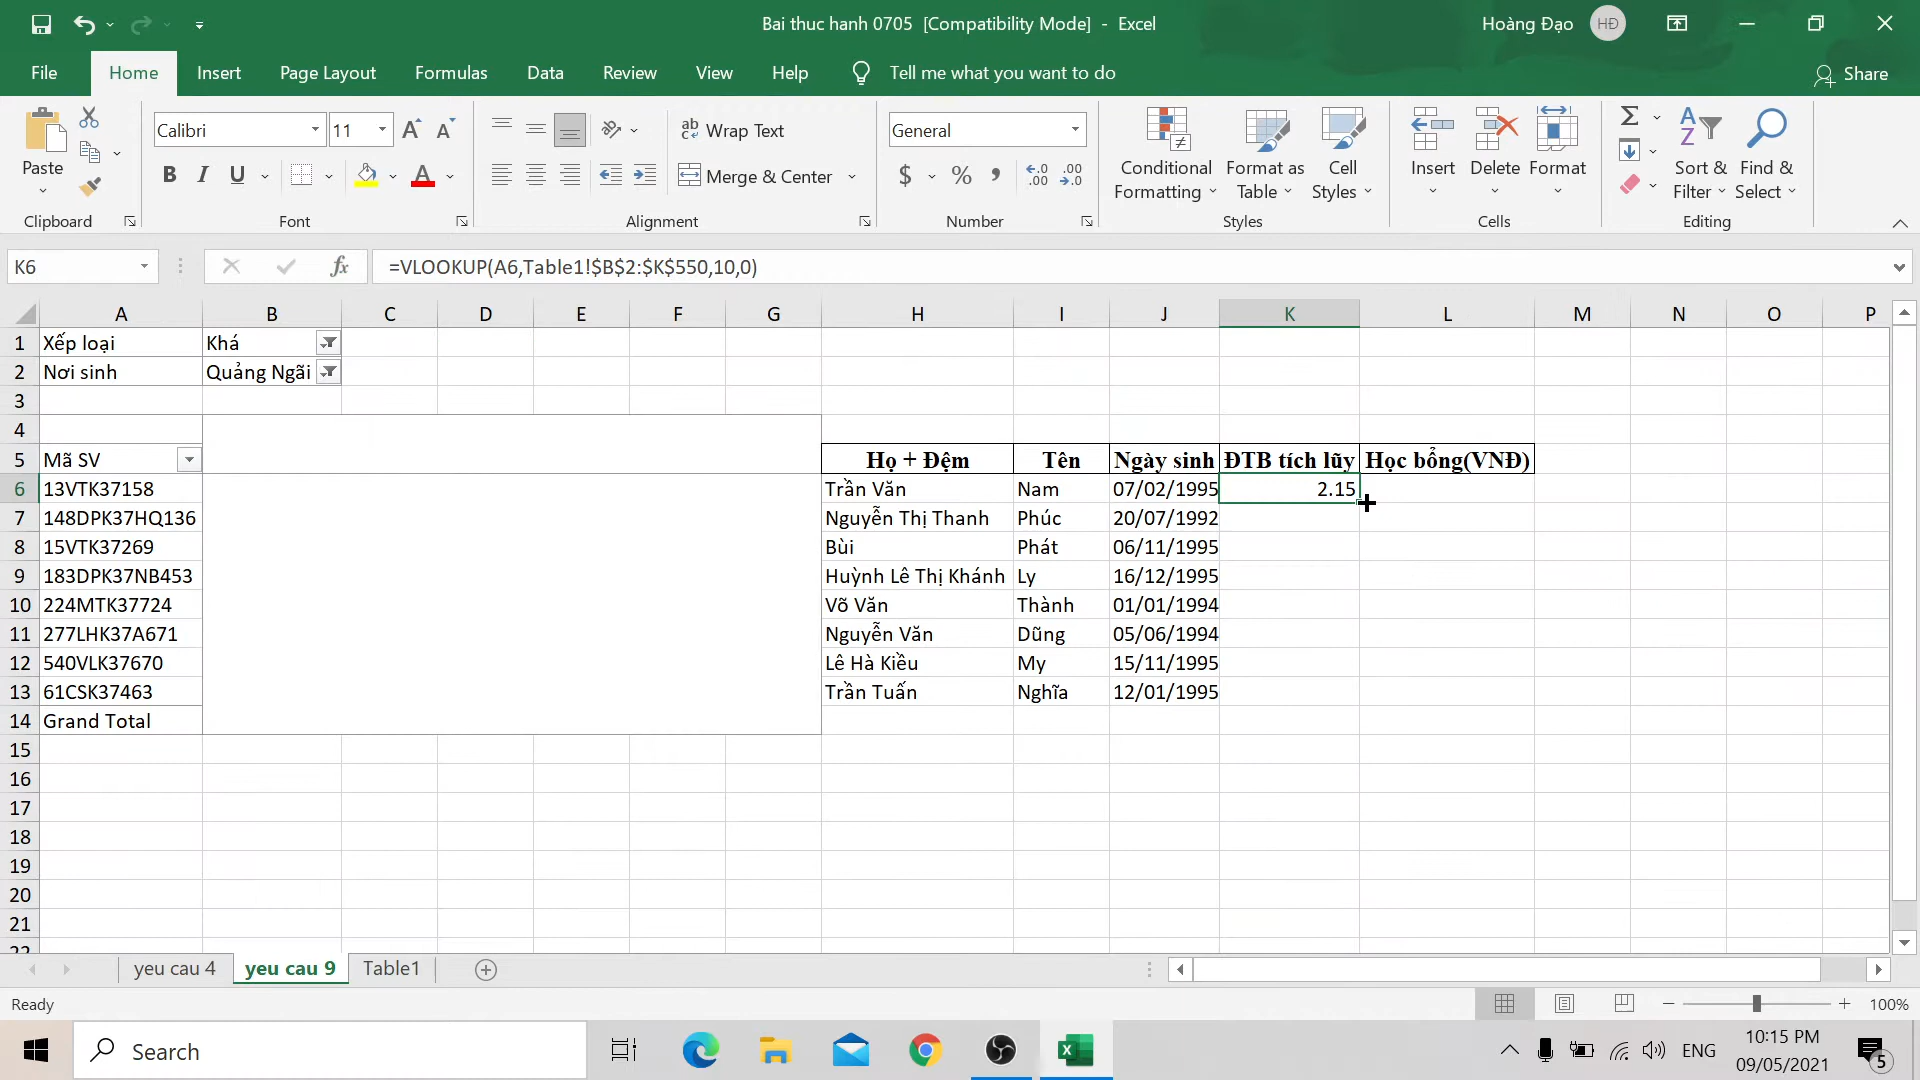 Bai thuc hanh 0705 [Compatibility Mode] - Excel
Hoàng Đạo HĐ
File Home Insert Page Layout Formulas Data Review View Help Tell me what you want to do Share
Paste
Calibri 11
Wrap Text
General
Conditional Formatting
Format as Table
Cell Styles
Insert Delete Format
Sort & Filter
Find & Select
B I U
Merge & Center
$ % ,
Clipboard Font Alignment Number Styles Cells Editing
K6 fx =VLOOKUP(A6,Table1!$B$2:$K$550,10,0)
A B C D E F G H I J K L M N O P
1 Xếp loại Khá
2 Nơi sinh Quảng Ngãi
3
4
5 Mã SV Họ + Đệm Tên Ngày sinh ĐTB tích lũy Học bổng(VNĐ)
6 13VTK37158 Trần Văn Nam 07/02/1995 2.15
7 148DPK37HQ136 Nguyễn Thị Thanh Phúc 20/07/1992
8 15VTK37269 Bùi Phát 06/11/1995
9 183DPK37NB453 Huỳnh Lê Thị Khánh Ly 16/12/1995
10 224MTK37724 Võ Văn Thành 01/01/1994
11 277LHK37A671 Nguyễn Văn Dũng 05/06/1994
12 540VLK37670 Lê Hà Kiều My 15/11/1995
13 61CSK37463 Trần Tuấn Nghĩa 12/01/1995
14 Grand Total
15
16
17
18
19
20
21
22
yeu cau 4 yeu cau 9 Table1
Ready 100%
Search
ENG
10:15 PM
09/05/2021
5